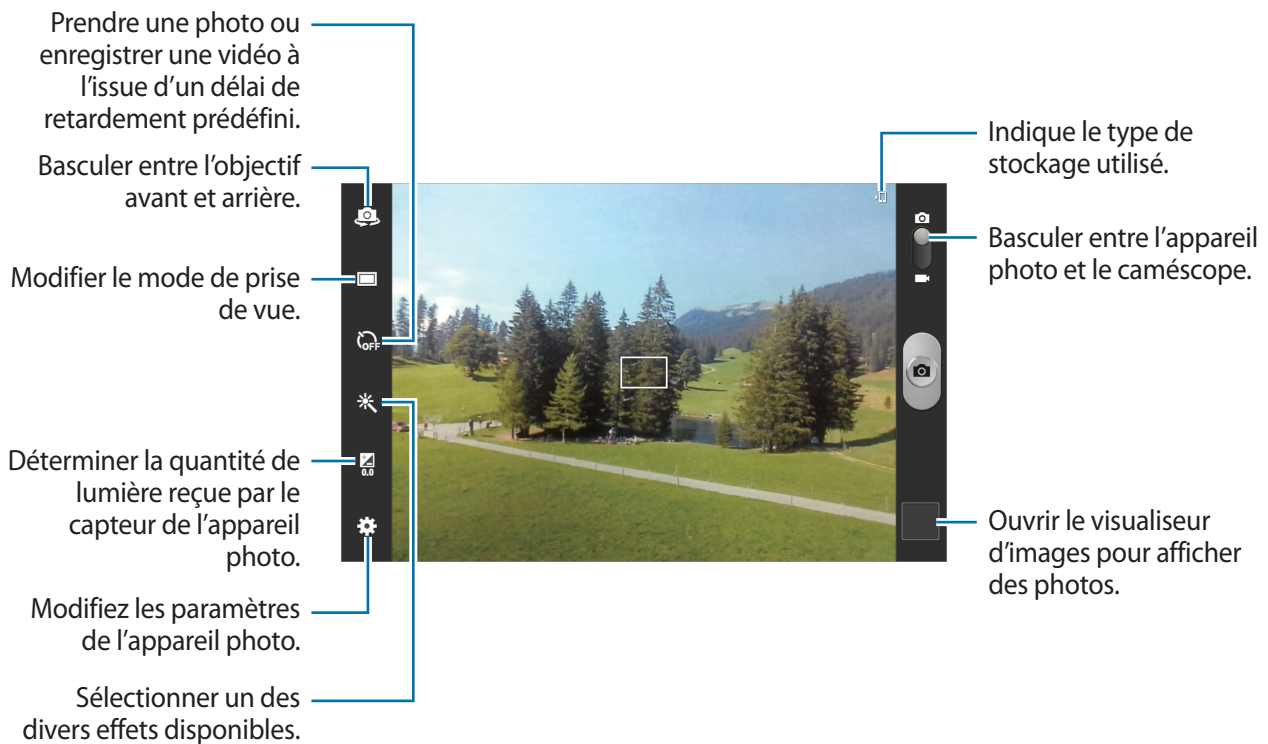 Prendre une photo ou
enregistrer une vidéo à
l’issue d’un délai de
retardement prédéfini.
Basculer entre l’objectif
avant et arrière.
Modifier le mode de prise
de vue.
OFF
Déterminer la quantité de
lumière reçue par le
capteur de l’appareil
photo.
0.0
Modifiez les paramètres
de l’appareil photo.
Sélectionner un des
divers effets disponibles.
Indique le type de
stockage utilisé.
Basculer entre l’appareil
photo et le caméscope.
Ouvrir le visualiseur
d’images pour afficher
des photos.